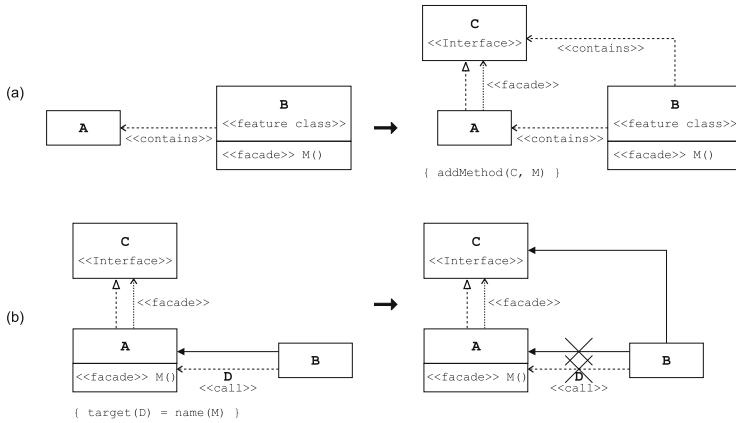 (a)
A
<<contains>>
B
<<feature class>>
<<facade>> M()
C
<<Interface>>
<<contains>>
<<facade>>
A
<<contains>>
B
<<feature class>>
<<facade>> M()
{ addMethod(C, M) }
(b)
C
<<Interface>>
<<facade>>
A
<<facade>> M()
B
D
<<call>>
{ target(D) = name(M) }
C
<<Interface>>
<<facade>>
A
<<facade>> M()
B
D
<<call>>